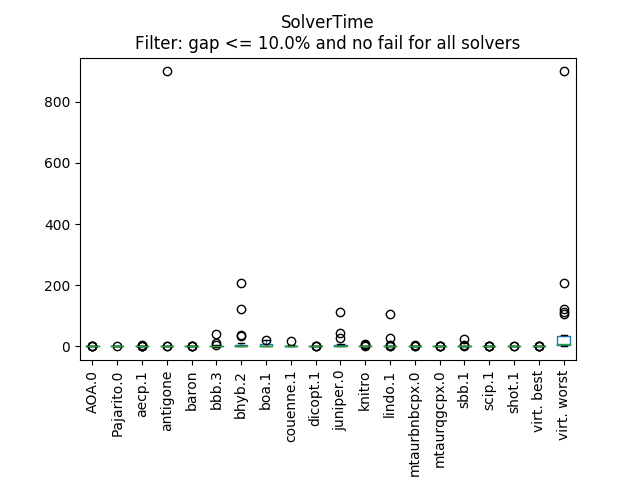 SolverTime
Filter: gap <= 10.0% and no fail for all solvers
800
600
400
200
0
AOA.0
Pajarito.0
aecp.1
antigone
baron
bbb.3
bhyb.2
boa.1
couenne.1
dicopt.1
juniper.0
knitro
lindo.1
mtaurbnbcpx.0
mtaurqgcpx.0
sbb.1
scip.1
shot.1
virt. best
virt. worst